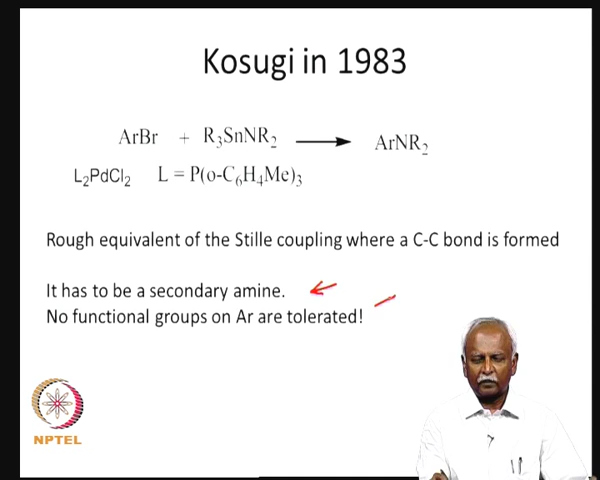 Kosugi in 1983
ArBr + R₃SnNR₂ ⟶ ArNR₂
L₂PdCl₂ L = P(o-C₆H₄Me)₃
Rough equivalent of the Stille coupling where a C-C bond is formed
It has to be a secondary amine.
No functional groups on Ar are tolerated!
NPTEL